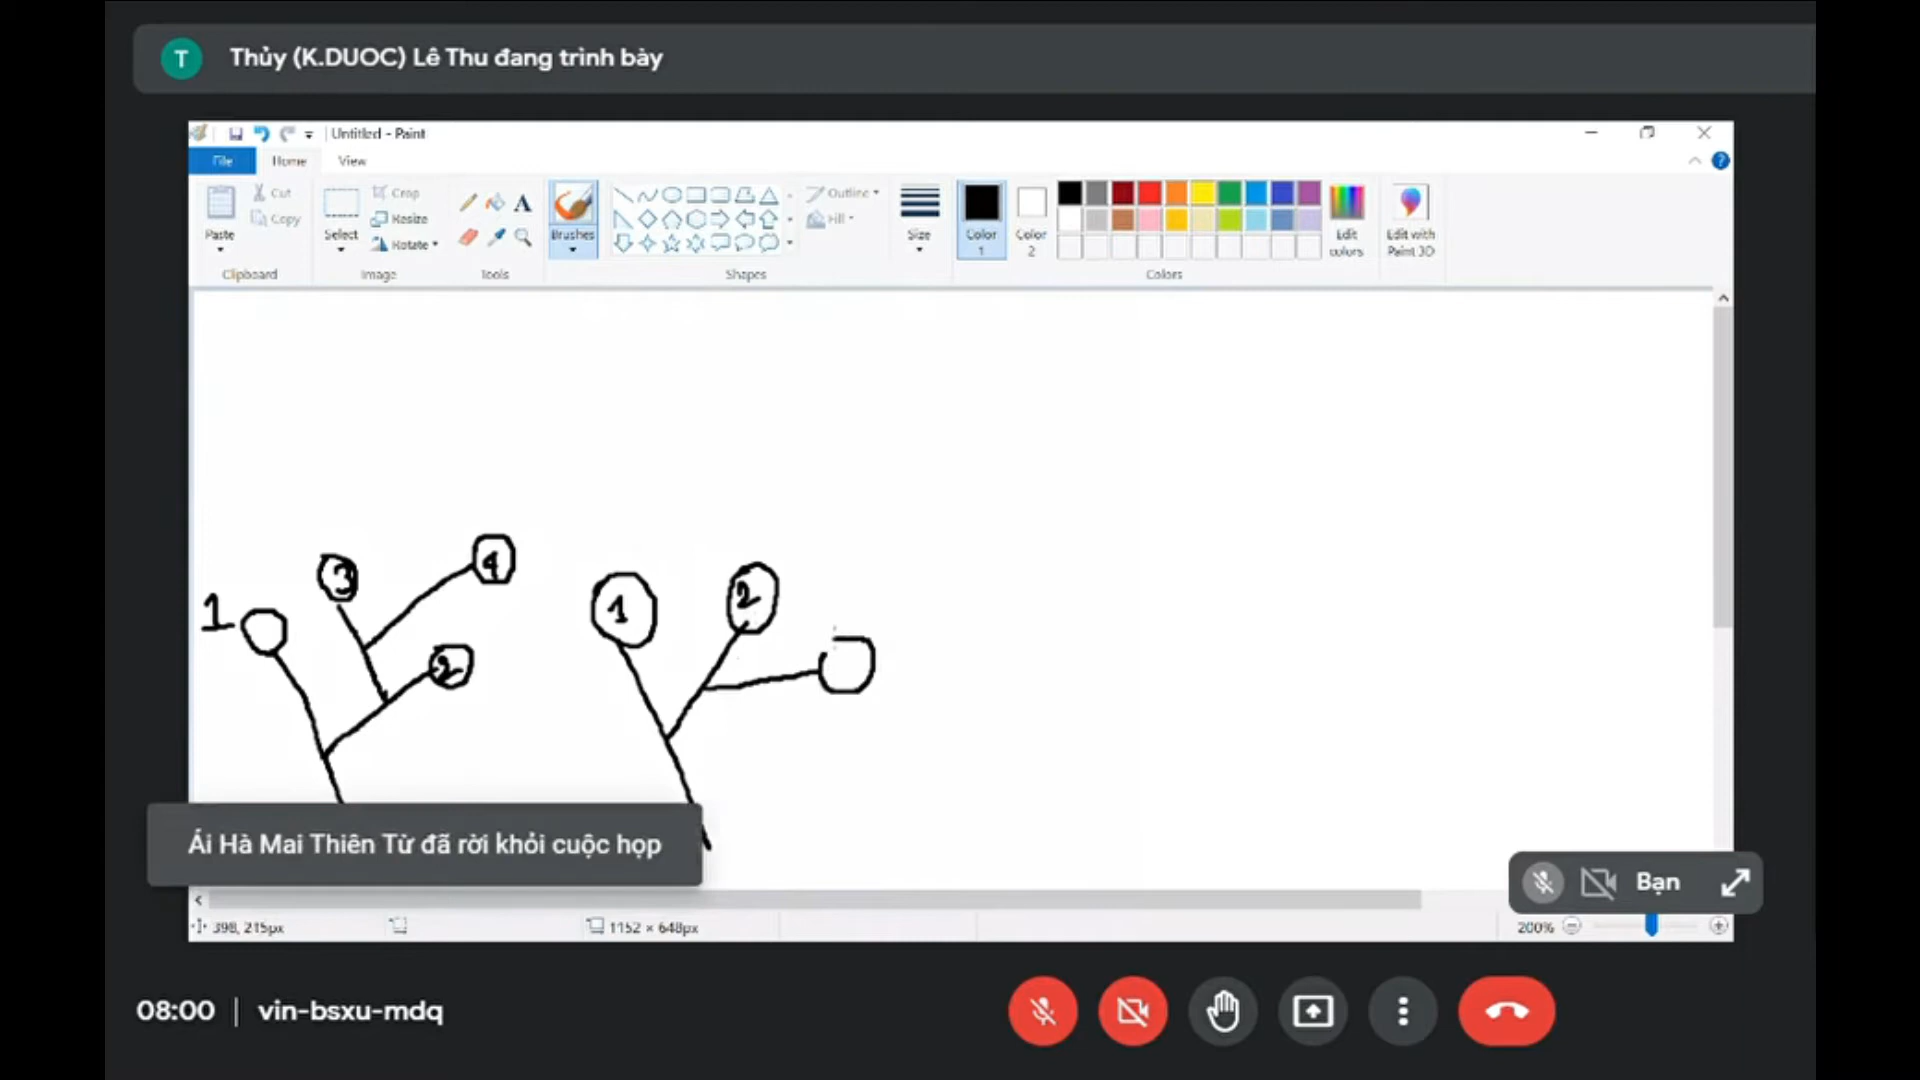 T Thủy (K.DUOC) Lê Thu đang trình bày
Untitled - Paint
File Home View
Paste
Cut
Copy
Clipboard
Select
Crop
Resize
Rotate
Image
A
Tools
Brushes
Shapes
Outline
Fill
Size
Color
1
Color
2
Edit
colors
Colors
Edit with
Paint 3D
3
4
1
2
1
2
Ái Hà Mai Thiên Từ đã rời khỏi cuộc họp
Bạn
398, 215px
1152 × 648px
200%
08:00 | vin-bsxu-mdq